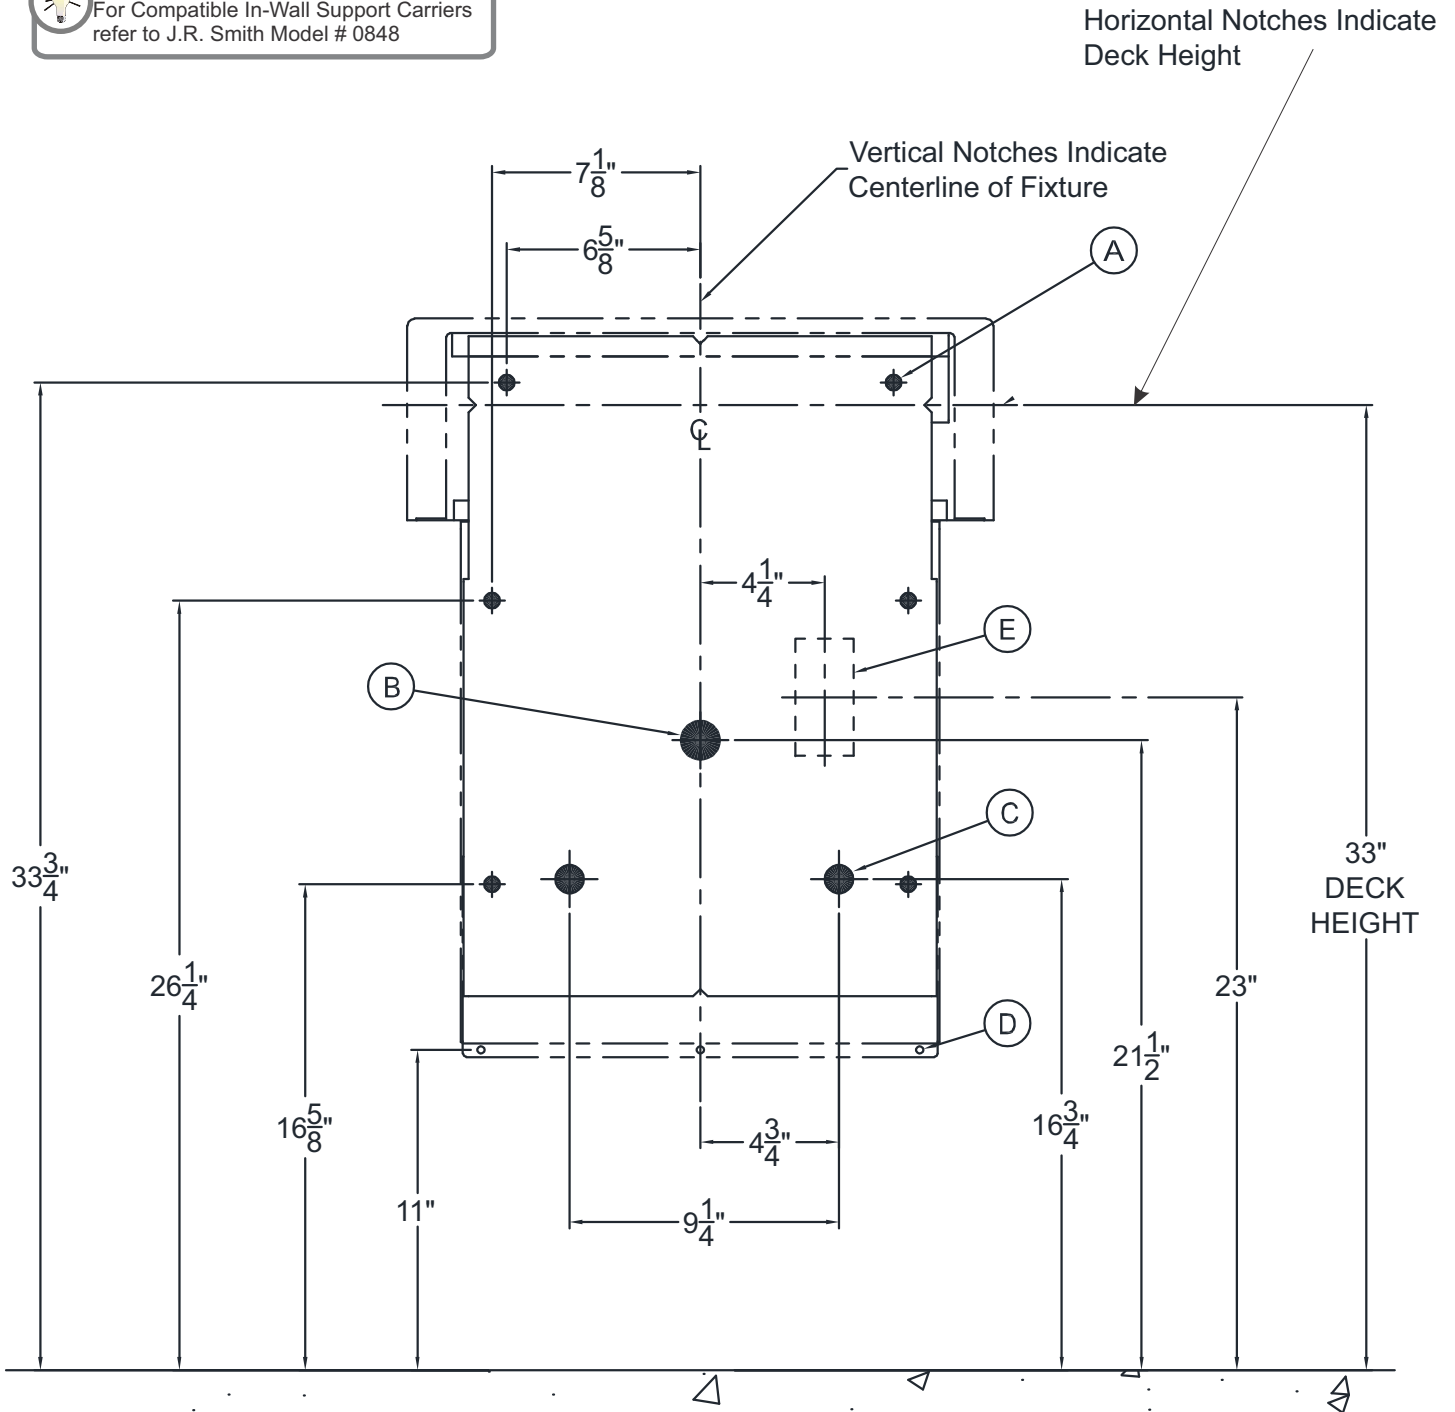 For Compatible In-Wall Support Carriers
refer to J.R. Smith Model # 0848
Horizontal Notches Indicate
Deck Height
Vertical Notches Indicate
Centerline of Fixture
7 1/8"
6 5/8"
A
CL
4 1/4"
E
B
C
33 3/4"
33"
DECK
HEIGHT
26 1/4"
23"
D
21 1/2"
16 5/8"
16 3/4"
4 3/4"
11"
9 1/4"